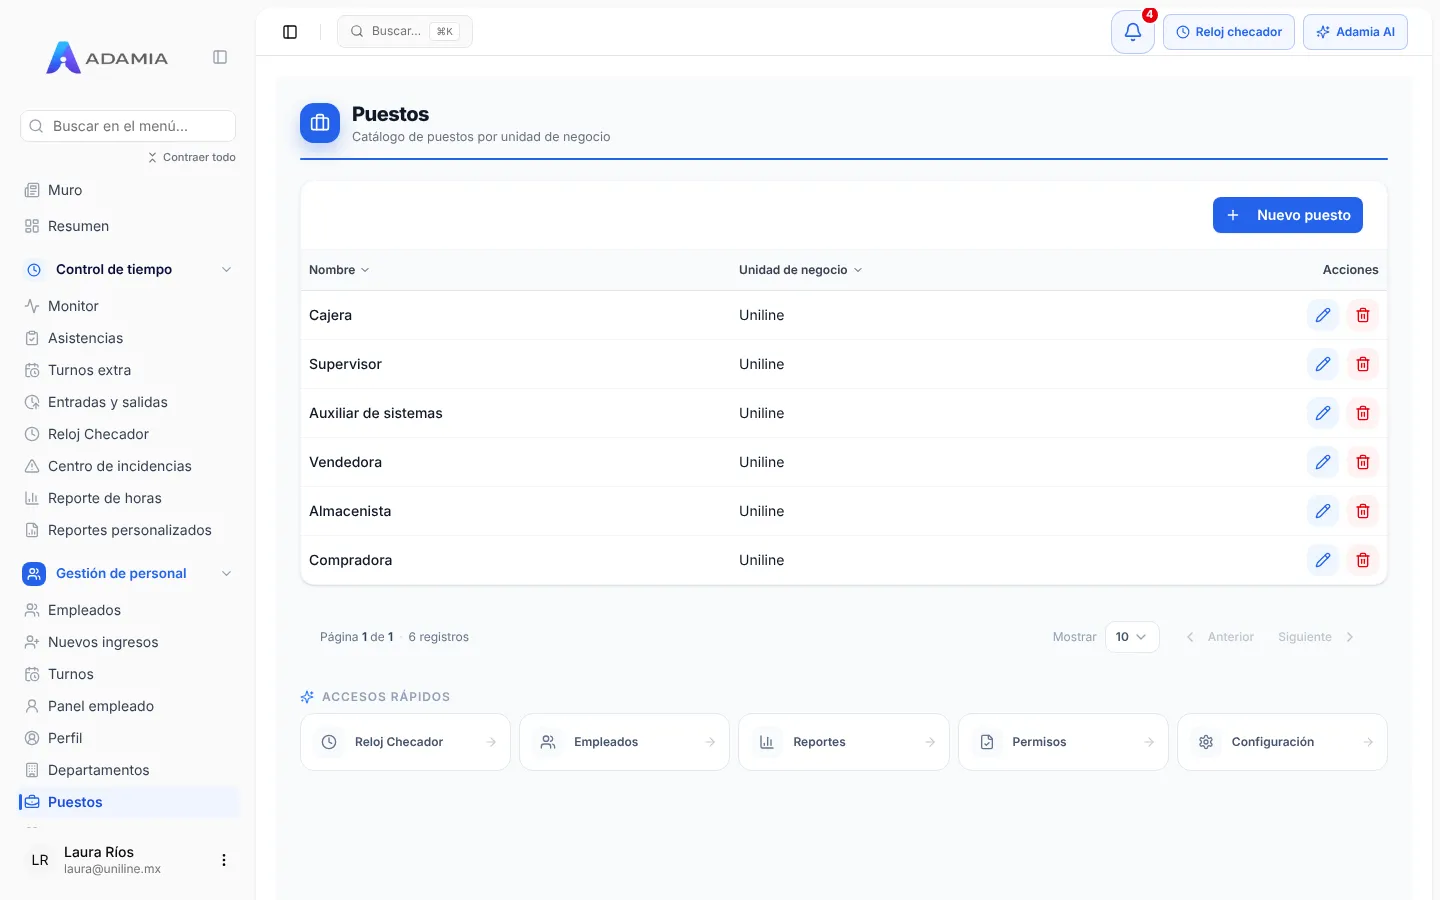 ADAMIA
Buscar en el menú...
Contraer todo
Muro
Resumen
Control de tiempo
Monitor
Asistencias
Turnos extra
Entradas y salidas
Reloj Checador
Centro de incidencias
Reporte de horas
Reportes personalizados
Gestión de personal
Empleados
Nuevos ingresos
Turnos
Panel empleado
Perfil
Departamentos
Puestos
LR
Laura Ríos
laura@uniline.mx
Buscar... ⌘K
4
Reloj checador
Adamia AI
Puestos
Catálogo de puestos por unidad de negocio
Nuevo puesto
Nombre Unidad de negocio Acciones
Cajera Uniline
Supervisor Uniline
Auxiliar de sistemas Uniline
Vendedora Uniline
Almacenista Uniline
Compradora Uniline
Página 1 de 1 · 6 registros
Mostrar 10 Anterior Siguiente
ACCESOS RÁPIDOS
Reloj Checador Empleados Reportes Permisos Configuración